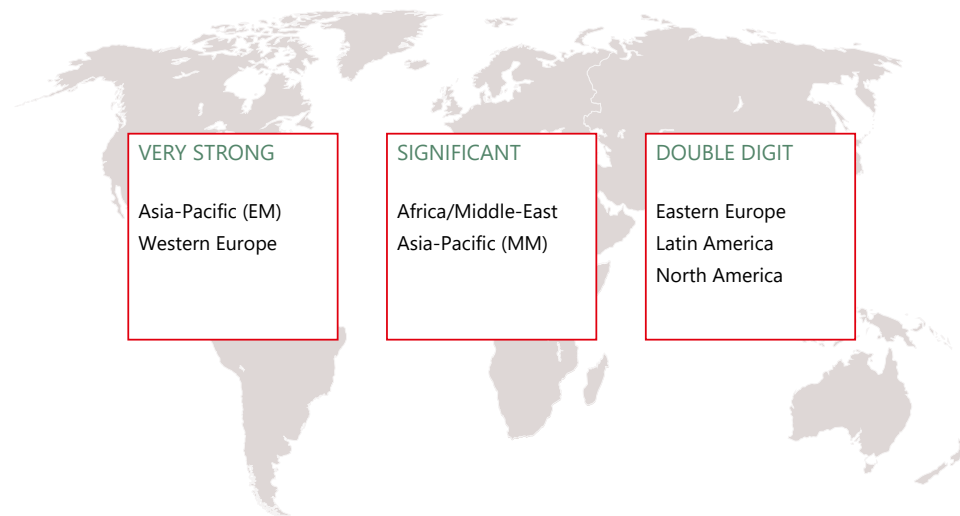 VERY STRONG
Asia-Pacific (EM)
Western Europe
SIGNIFICANT
Africa/Middle-East
Asia-Pacific (MM)
DOUBLE DIGIT
Eastern Europe
Latin America
North America